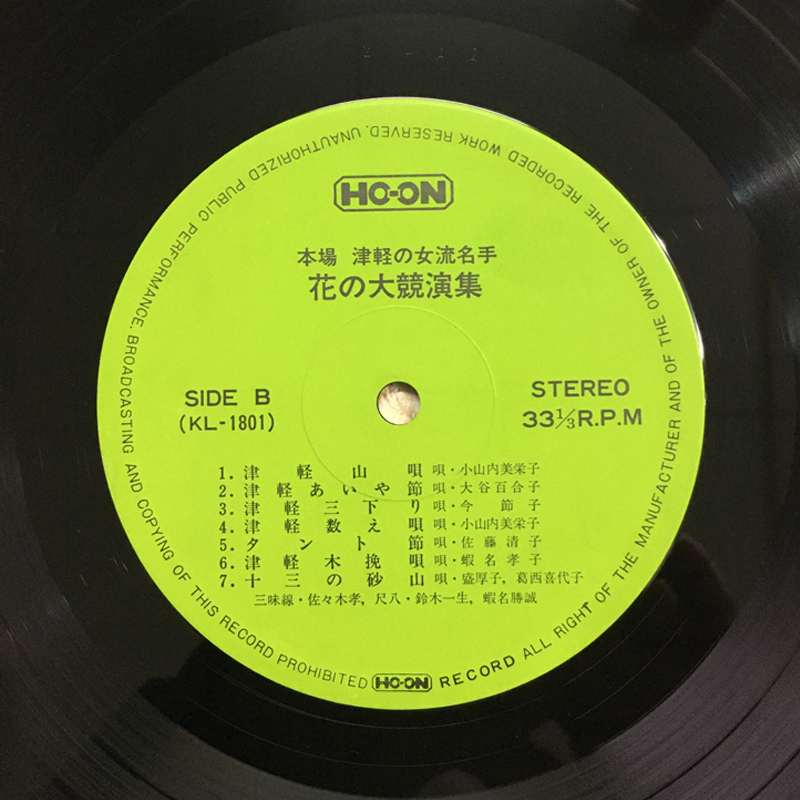 HO-ON
本場 津軽の女流名手
花の大競演集
SIDE B
(KL-1801)
STEREO
33⅓R.P.M
1. 津軽山唄 唄・小山内美栄子
2. 津軽あいや節 唄・大谷百合子
3. 津軽三下り 唄・今節子
4. 津軽数え唄 唄・小山内美栄子
5. タント節 唄・佐藤清子
6. 津軽木挽唄 唄・蝦名孝子
7. 十三の砂山 唄・盛厚子, 葛西喜代子
三味線・佐々木孝, 尺八・鈴木一生, 蝦名勝誠
HO-ON RECORD ALL RIGHT OF THE MANUFACTURER AND OF THE OWNER OF THE RECORDED WORK RESERVED. UNAUTHORIZED PUBLIC PERFORMANCE. BROADCASTING AND COPYING OF THIS RECORD PROHIBITED